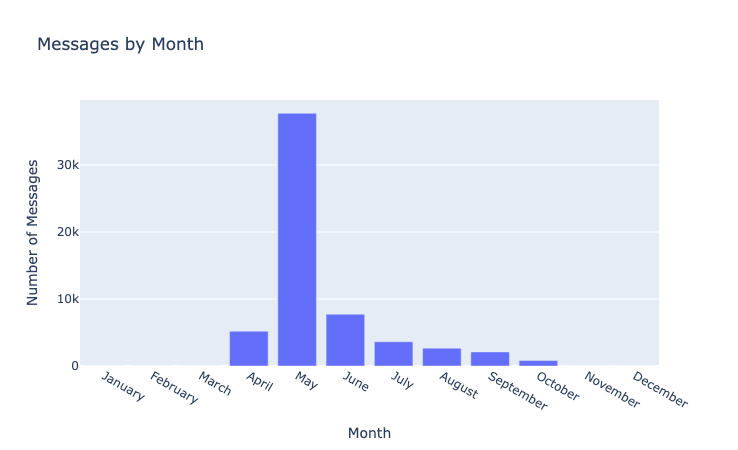 Messages by Month
Number of Messages
30k
20k
10k
0
January
February
March
April
May
June
July
August
September
October
November
December
Month